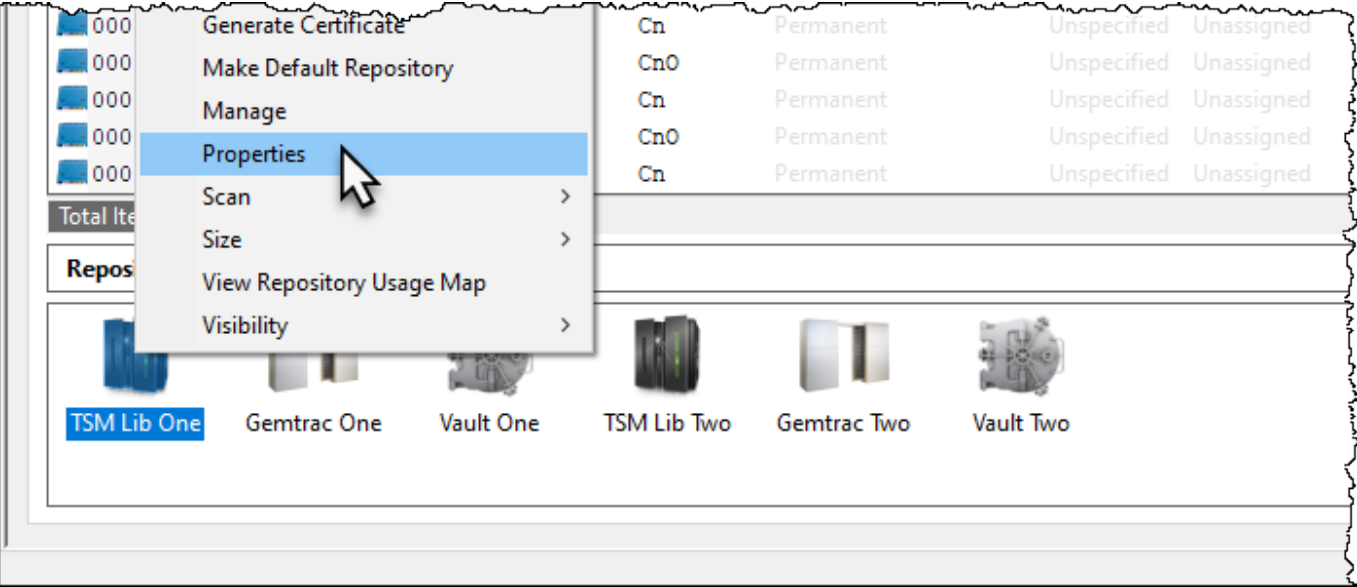 000 Generate Certificate Cn Permanent Unspecified Unassigned
000 Make Default Repository CnO Permanent Unspecified Unassigned
000 Manage Cn Permanent Unspecified Unassigned
000 Properties CnO Permanent Unspecified Unassigned
000 Scan Cn Permanent Unspecified Unassigned
Total Ite
Size
Reposi
View Repository Usage Map
Visibility
TSM Lib One Gemtrac One Vault One TSM Lib Two Gemtrac Two Vault Two